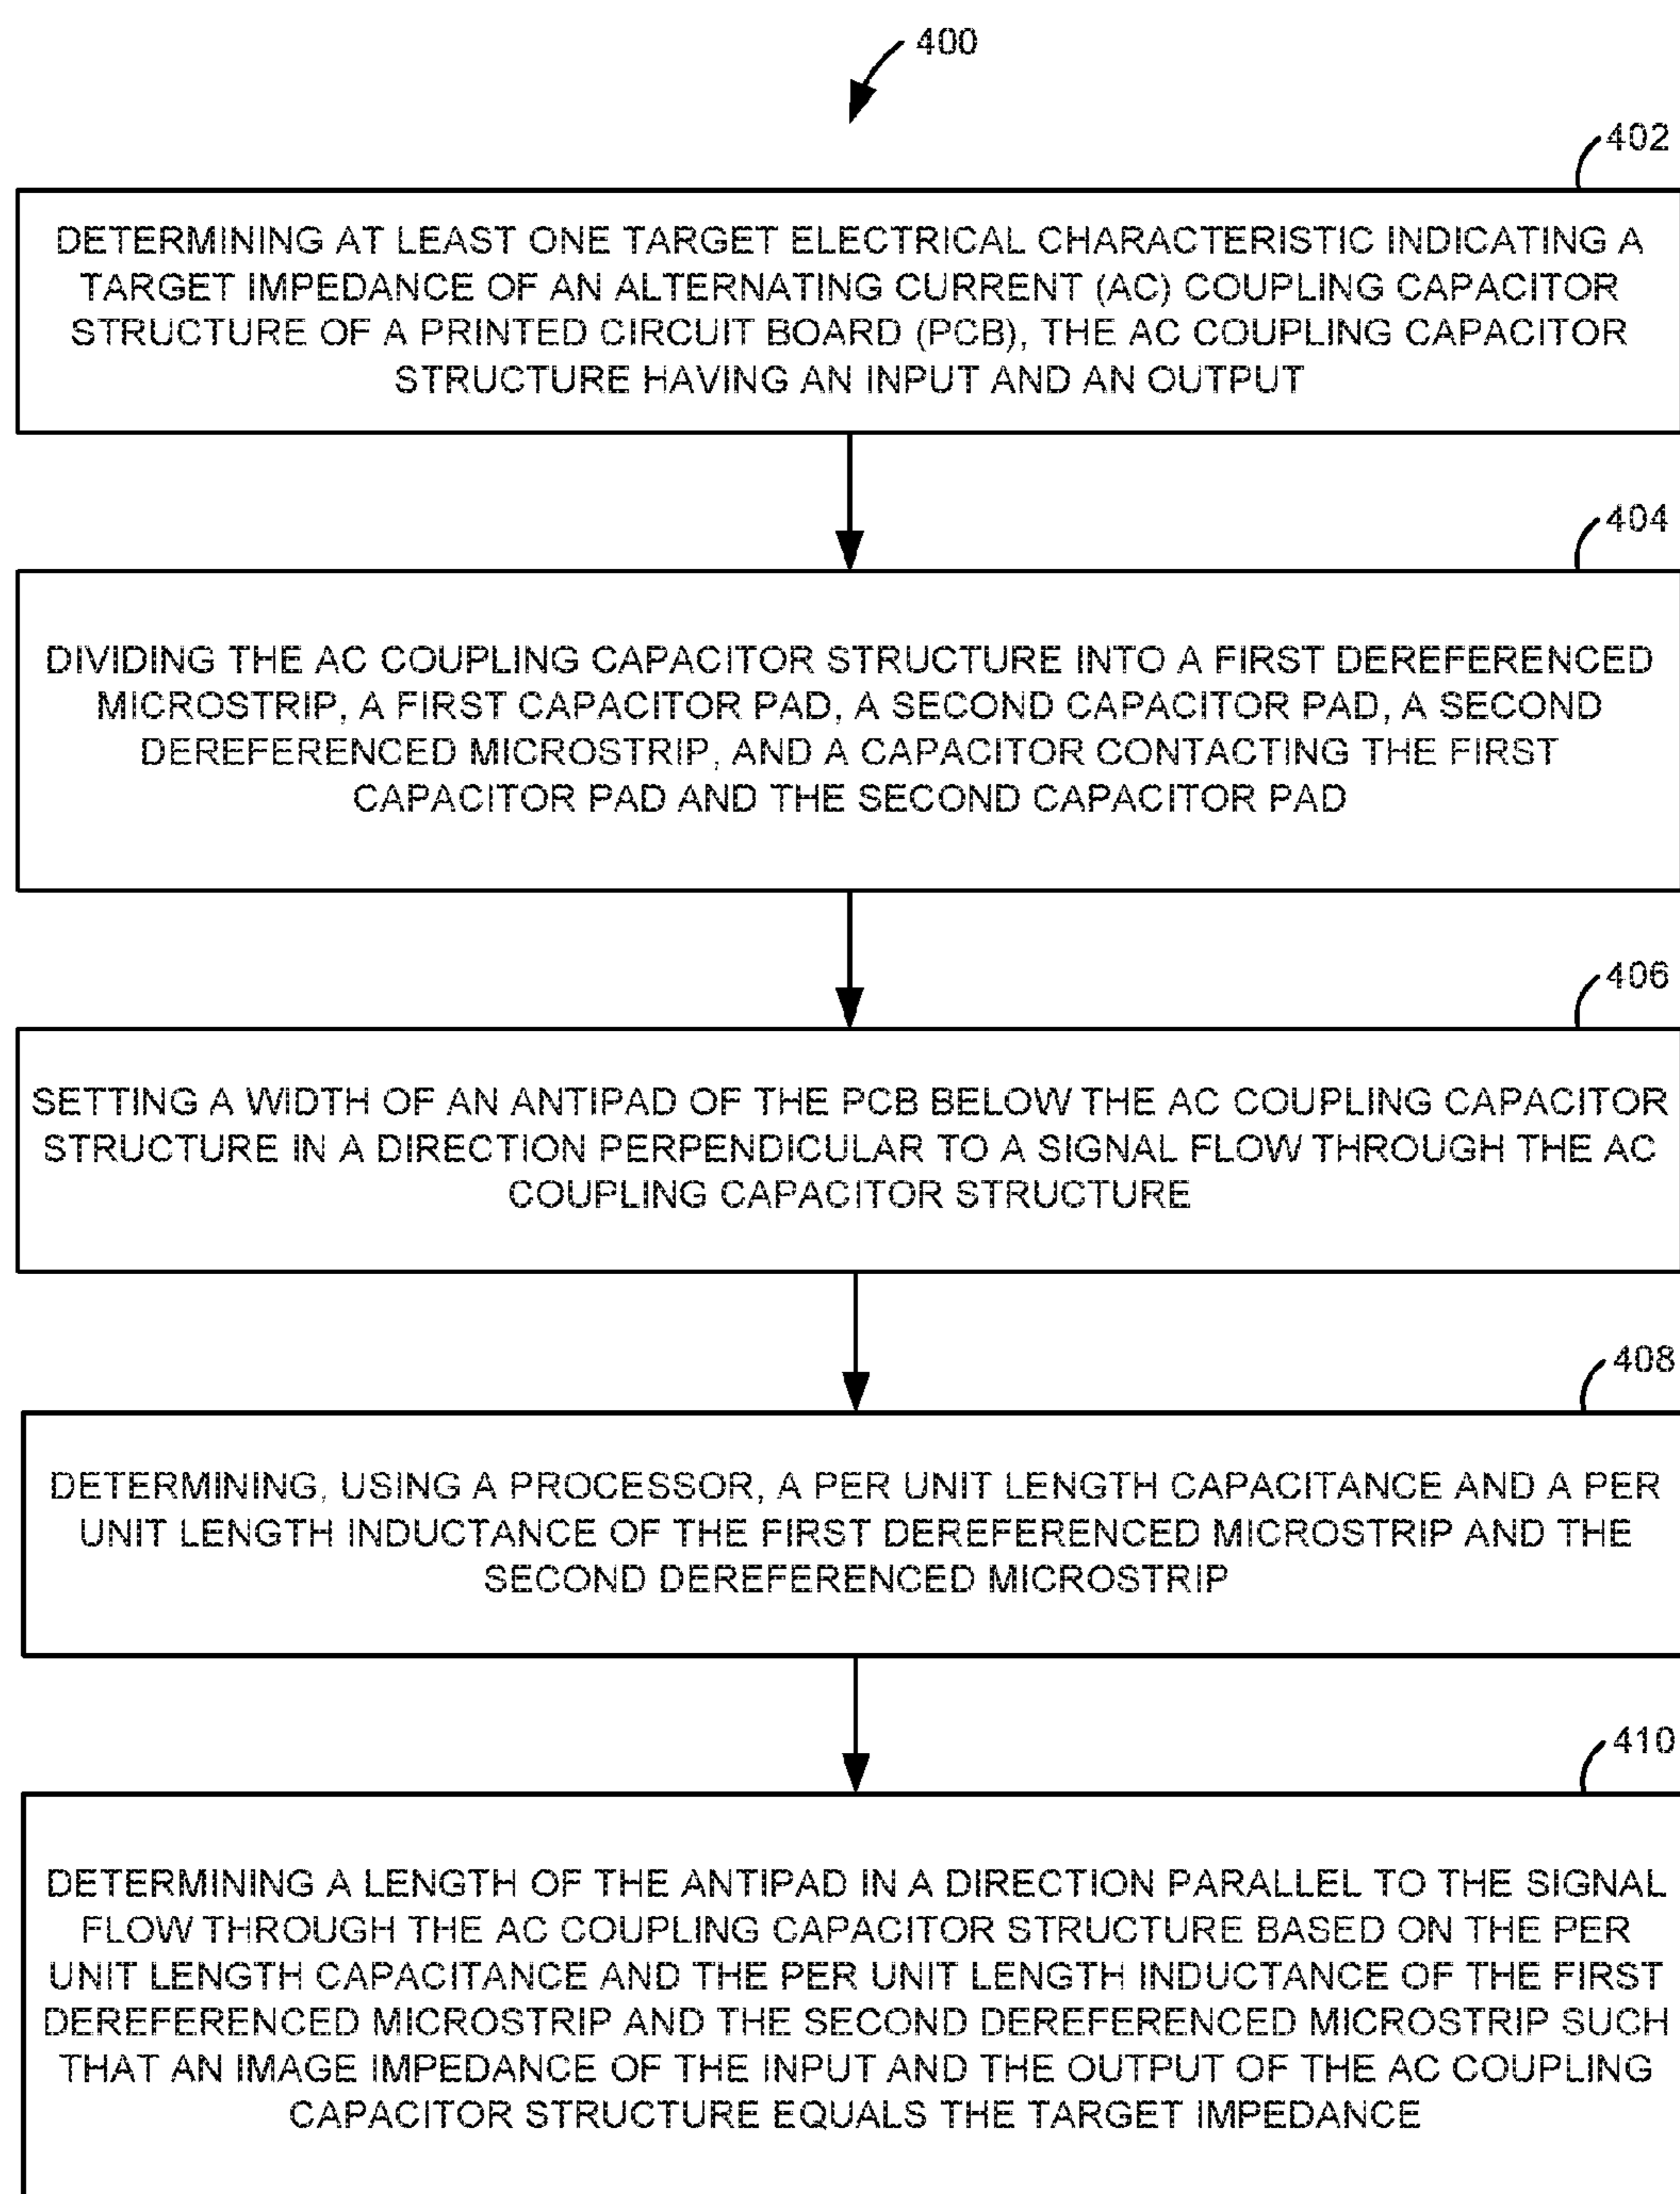 400
402
DETERMINING AT LEAST ONE TARGET ELECTRICAL CHARACTERISTIC INDICATING A
TARGET IMPEDANCE OF AN ALTERNATING CURRENT (AC) COUPLING CAPACITOR
STRUCTURE OF A PRINTED CIRCUIT BOARD (PCB), THE AC COUPLING CAPACITOR
STRUCTURE HAVING AN INPUT AND AN OUTPUT
404
DIVIDING THE AC COUPLING CAPACITOR STRUCTURE INTO A FIRST DEREFERENCED
MICROSTRIP, A FIRST CAPACITOR PAD, A SECOND CAPACITOR PAD, A SECOND
DEREFERENCED MICROSTRIP, AND A CAPACITOR CONTACTING THE FIRST
CAPACITOR PAD AND THE SECOND CAPACITOR PAD
406
SETTING A WIDTH OF AN ANTIPAD OF THE PCB BELOW THE AC COUPLING CAPACITOR
STRUCTURE IN A DIRECTION PERPENDICULAR TO A SIGNAL FLOW THROUGH THE AC
COUPLING CAPACITOR STRUCTURE
408
DETERMINING, USING A PROCESSOR, A PER UNIT LENGTH CAPACITANCE AND A PER
UNIT LENGTH INDUCTANCE OF THE FIRST DEREFERENCED MICROSTRIP AND THE
SECOND DEREFERENCED MICROSTRIP
410
DETERMINING A LENGTH OF THE ANTIPAD IN A DIRECTION PARALLEL TO THE SIGNAL
FLOW THROUGH THE AC COUPLING CAPACITOR STRUCTURE BASED ON THE PER
UNIT LENGTH CAPACITANCE AND THE PER UNIT LENGTH INDUCTANCE OF THE FIRST
DEREFERENCED MICROSTRIP AND THE SECOND DEREFERENCED MICROSTRIP SUCH
THAT AN IMAGE IMPEDANCE OF THE INPUT AND THE OUTPUT OF THE AC COUPLING
CAPACITOR STRUCTURE EQUALS THE TARGET IMPEDANCE